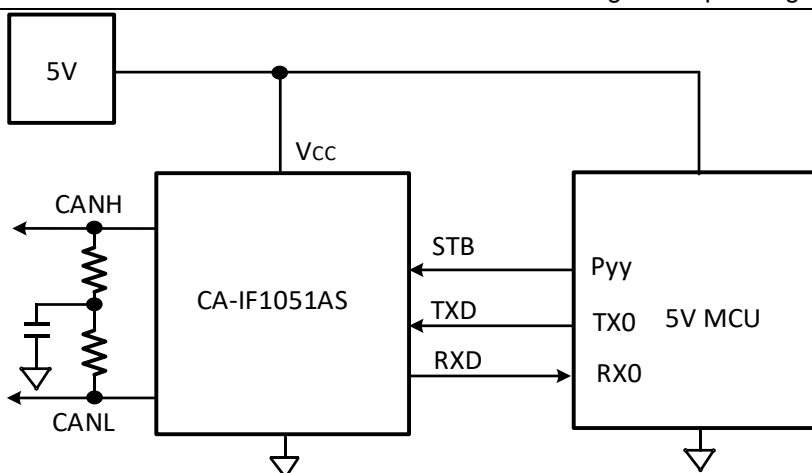 5V
Vcc
CANH
STB
Pyy
CA-IF1051AS
TXD
TX0
5V MCU
RXD
RX0
CANL